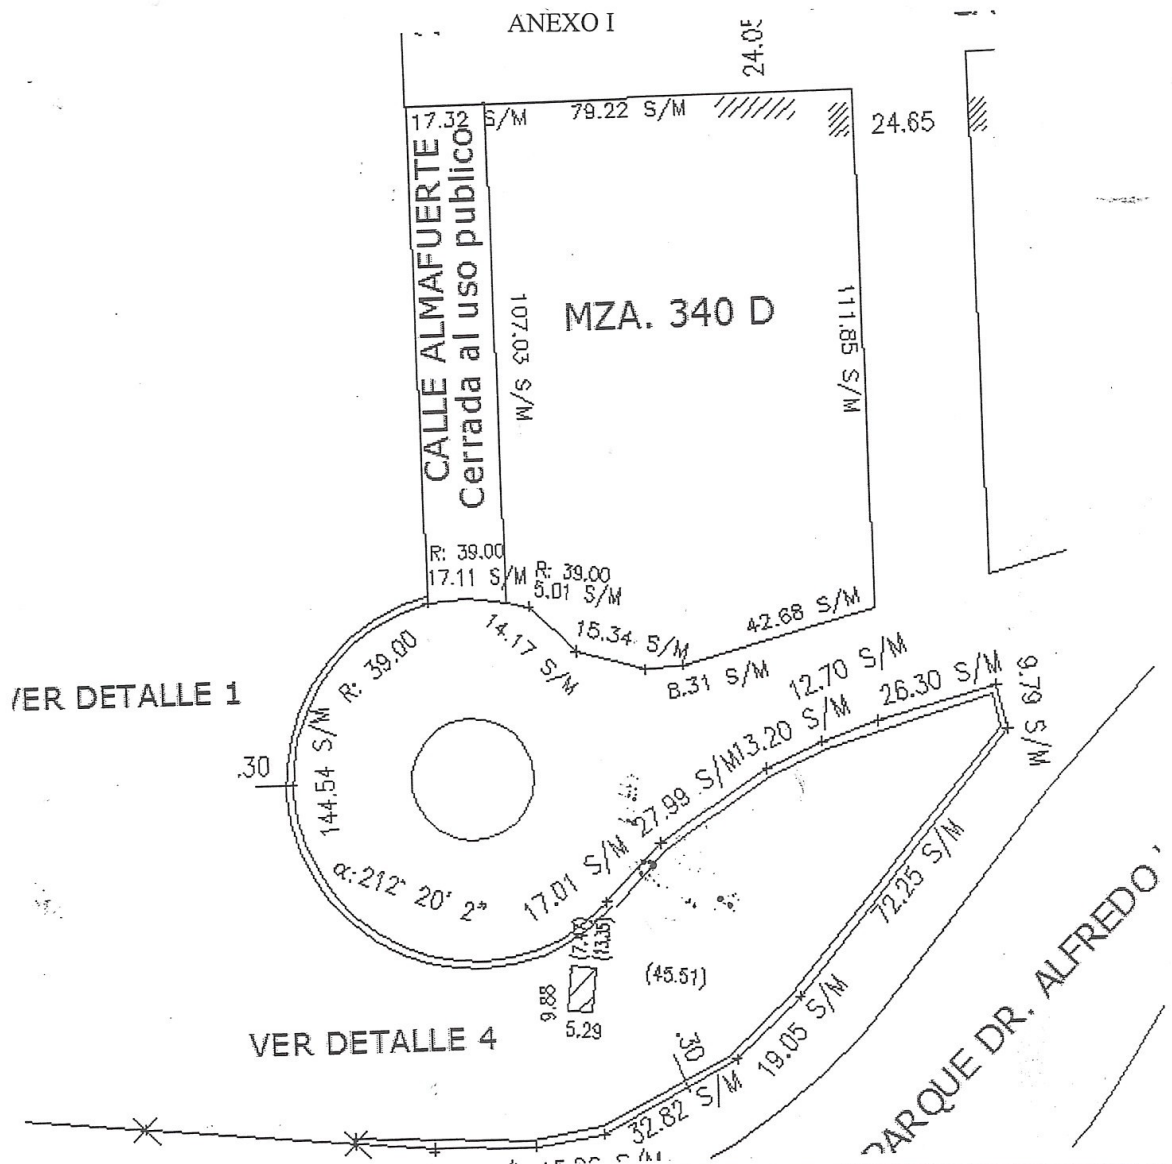 ANEXO I
24.05
17.32 S/M
79.22 S/M
24.65
CALLE ALMAFUERTE
Cerrada al uso publico
107.03 S/M
MZA. 340 D
111.85 S/M
R: 39.00
17.11 S/M
R: 39.00
5.01 S/M
14.17 S/M
15.34 S/M
8.31 S/M
42.68 S/M
12.70 S/M
26.30 S/M
9.79 S/M
/ER DETALLE 1
R: 39.00
.30
144.54 S/M
α: 212° 20' 2"
17.01 S/M
27.99 S/M
13.20 S/M
72.25 S/M
(13.35)
(45.51)
9.88
5.29
VER DETALLE 4
.30
19.05 S/M
32.82 S/M
PARQUE DR. ALFREDO
S/M